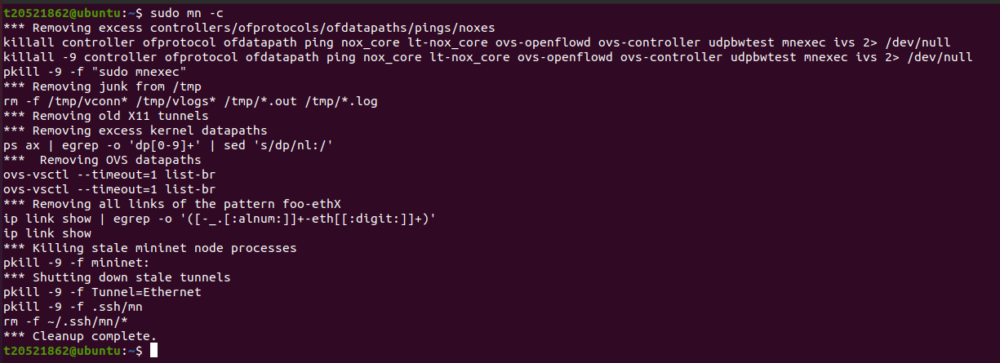 t20521862@ubuntu:~$ sudo mn -c
*** Removing excess controllers/ofprotocols/ofdatapaths/pings/noxes
killall controller ofprotocol ofdatapath ping nox_core lt-nox_core ovs-openflowd ovs-controller udpbwtest mnexec ivs 2> /dev/null
killall -9 controller ofprotocol ofdatapath ping nox_core lt-nox_core ovs-openflowd ovs-controller udpbwtest mnexec ivs 2> /dev/null
pkill -9 -f "sudo mnexec"
*** Removing junk from /tmp
rm -f /tmp/vconn* /tmp/vlogs* /tmp/*.out /tmp/*.log
*** Removing old X11 tunnels
*** Removing excess kernel datapaths
ps ax | egrep -o 'dp[0-9]+' | sed 's/dp/nl:/'
***  Removing OVS datapaths
ovs-vsctl --timeout=1 list-br
ovs-vsctl --timeout=1 list-br
*** Removing all links of the pattern foo-ethX
ip link show | egrep -o '([-_.[:alnum:]]+-eth[[:digit:]]+)'
ip link show
*** Killing stale mininet node processes
pkill -9 -f mininet:
*** Shutting down stale tunnels
pkill -9 -f Tunnel=Ethernet
pkill -9 -f .ssh/mn
rm -f ~/.ssh/mn/*
*** Cleanup complete.
t20521862@ubuntu:~$